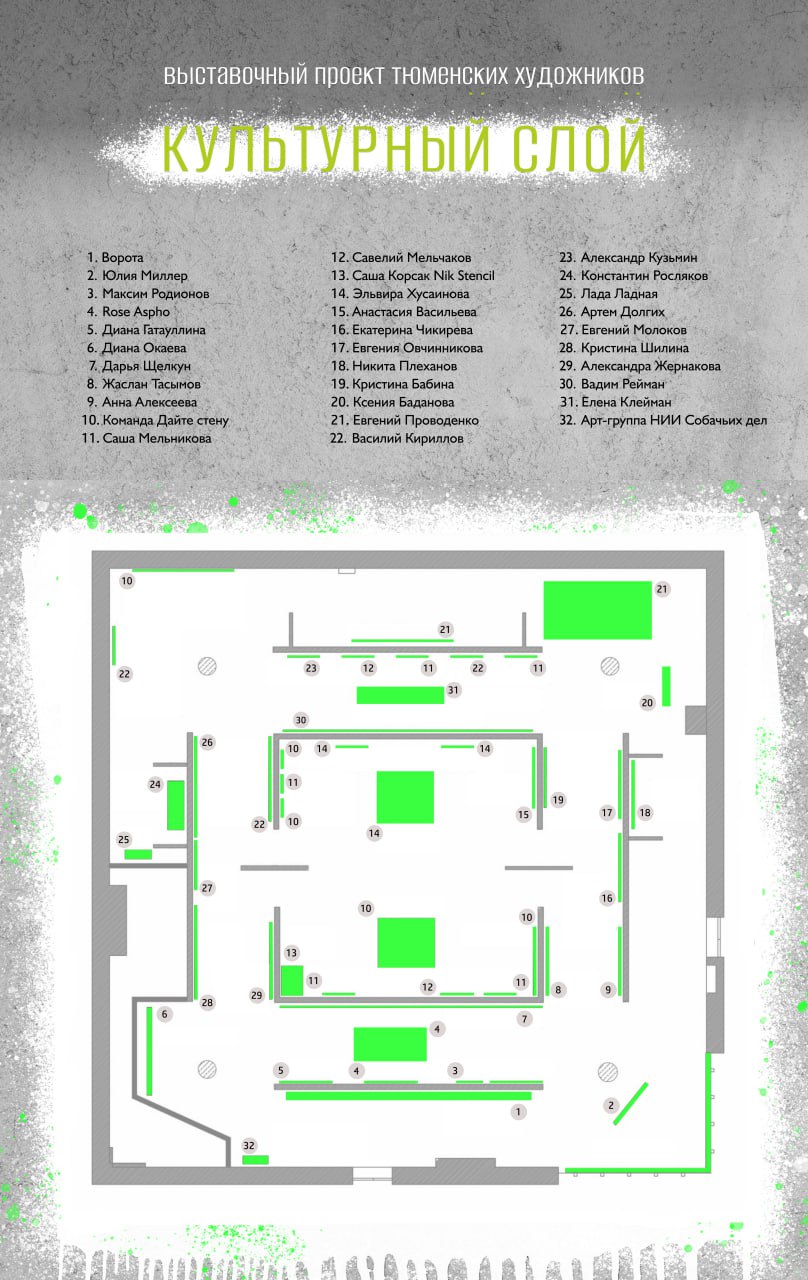 выставочный проект тюменских художников
КУЛЬТУРНЫЙ СЛОЙ
1. Ворота
2. Юлия Миллер
3. Максим Родионов
4. Rose Aspho
5. Диана Гатауллина
6. Диана Окаева
7. Дарья Щелкун
8. Жаслан Тасымов
9. Анна Алексеева
10. Команда Дайте стену
11. Саша Мельникова
12. Савелий Мельчаков
13. Саша Корсак Nik Stencil
14. Эльвира Хусаинова
15. Анастасия Васильева
16. Екатерина Чикирева
17. Евгения Овчинникова
18. Никита Плеханов
19. Кристина Бабина
20. Ксения Баданова
21. Евгений Проводенко
22. Василий Кириллов
23. Александр Кузьмин
24. Константин Росляков
25. Лада Ладная
26. Артем Долгих
27. Евгений Молоков
28. Кристина Шилина
29. Александра Жернакова
30. Вадим Рейман
31. Елена Клейман
32. Арт-группа НИИ Собачьих дел
10
21
21
22
23 12 11 22 11
31
20
30
26
10 14 14
24
11
19
22 10
15
17 18
14
25
27
16
10
10
13
11 12 11
28 29
8 9
6
7
4
5 4 3
2
1
32